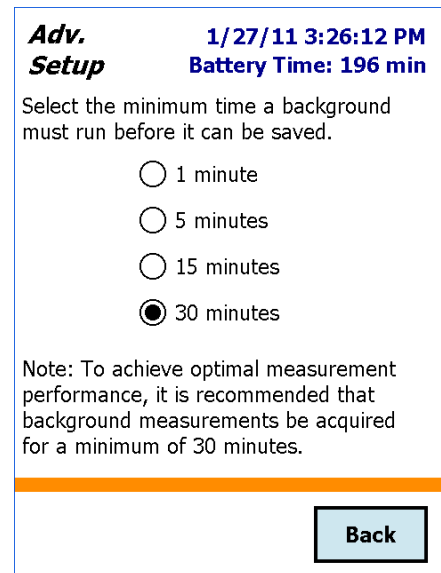 Adv. 1/27/11 3:26:12 PM
Setup Battery Time: 196 min
Select the minimum time a background
must run before it can be saved.
1 minute
5 minutes
15 minutes
30 minutes
Note: To achieve optimal measurement
performance, it is recommended that
background measurements be acquired
for a minimum of 30 minutes.
Back